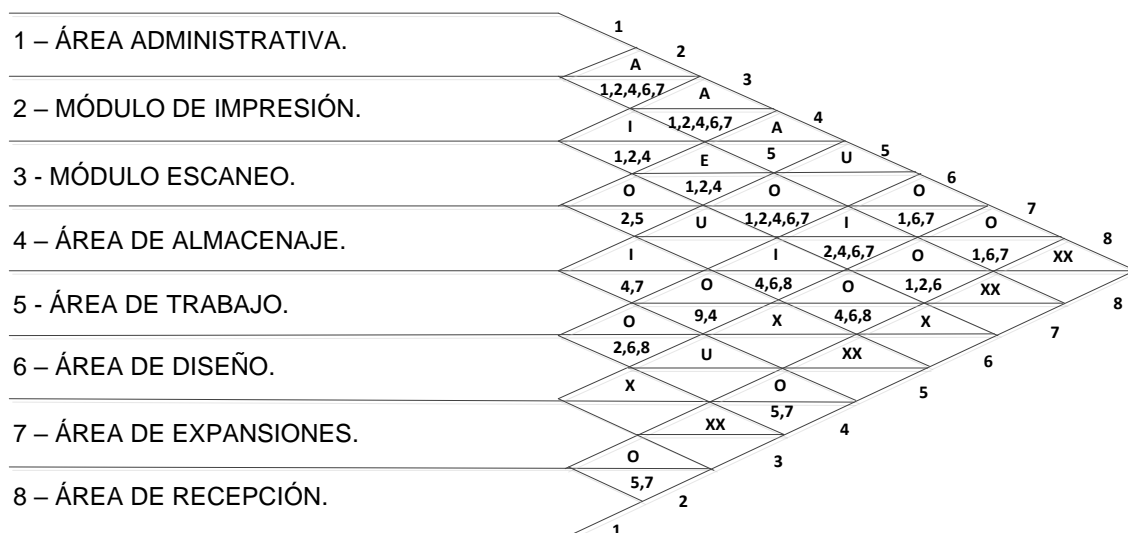 1
1 – ÁREA ADMINISTRATIVA.
2
A
3
1,2,4,6,7 A
4
2 – MÓDULO DE IMPRESIÓN.
I 1,2,4,6,7 A
5
1,2,4 E 5 U
3 - MÓDULO ESCANEO.
6
O 1,2,4 O O
7
2,5 U 1,2,4,6,7 I 1,6,7 O
8
4 – ÁREA DE ALMACENAJE.
I I 2,4,6,7 O 1,6,7 XX
4,7 O 4,6,8 O 1,2,6 XX
5 - ÁREA DE TRABAJO.
8
O 9,4 X 4,6,8 X
7
2,6,8 U XX
6
6 – ÁREA DE DISEÑO.
X O
5
5,7
XX
4
7 – ÁREA DE EXPANSIONES.
O
3
5,7
8 – ÁREA DE RECEPCIÓN.
2
1